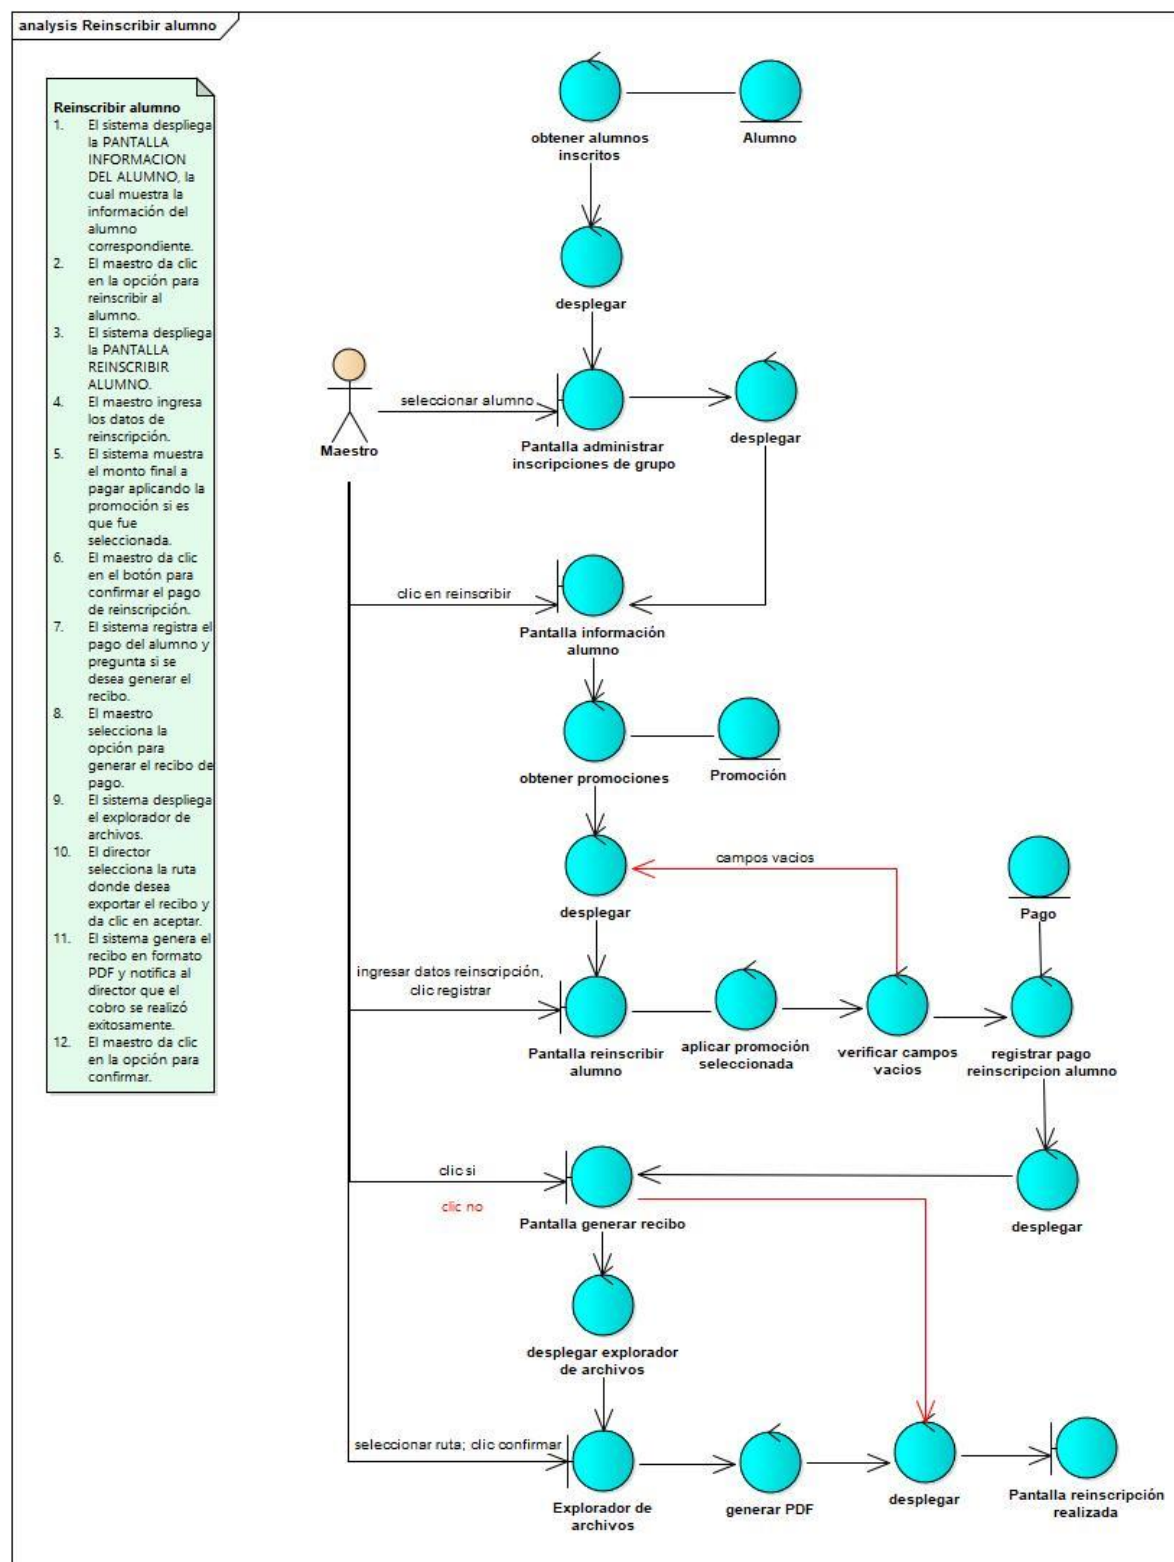 analysis Reinscribir alumno
Reinscribir alumno
1. El sistema despliega
la PANTALLA
INFORMACION
DEL ALUMNO, la
cual muestra la
información del
alumno
correspondiente.
2. El maestro da clic
en la opción para
reinscribir al
alumno.
3. El sistema despliega
la PANTALLA
REINSCRIBIR
ALUMNO.
4. El maestro ingresa
los datos de
reinscripción.
5. El sistema muestra
el monto final a
pagar aplicando la
promoción si es
que fue
seleccionada.
6. El maestro da clic
en el botón para
confirmar el pago
de reinscripción.
7. El sistema registra el
pago del alumno y
pregunta si se
desea generar el
recibo.
8. El maestro
selecciona la
opción para
generar el recibo de
pago.
9. El sistema despliega
el explorador de
archivos.
10. El director
selecciona la ruta
donde desea
exportar el recibo y
da clic en aceptar.
11. El sistema genera el
recibo en formato
PDF y notifica al
director que el
cobro se realizó
exitosamente.
12. El maestro da clic
en la opción para
confirmar.
obtener alumnos
inscritos
Alumno
desplegar
Maestro
seleccionar alumno
Pantalla administrar
inscripciones de grupo
desplegar
clic en reinscribir
Pantalla información
alumno
obtener promociones
Promoción
desplegar
campos vacios
Pago
ingresar datos reinscripción,
clic registrar
Pantalla reinscribir
alumno
aplicar promoción
seleccionada
verificar campos
vacios
registrar pago
reinscripcion alumno
clic si
clic no
Pantalla generar recibo
desplegar
desplegar explorador
de archivos
seleccionar ruta; clic confirmar
Explorador de
archivos
generar PDF
desplegar
Pantalla reinscripción
realizada